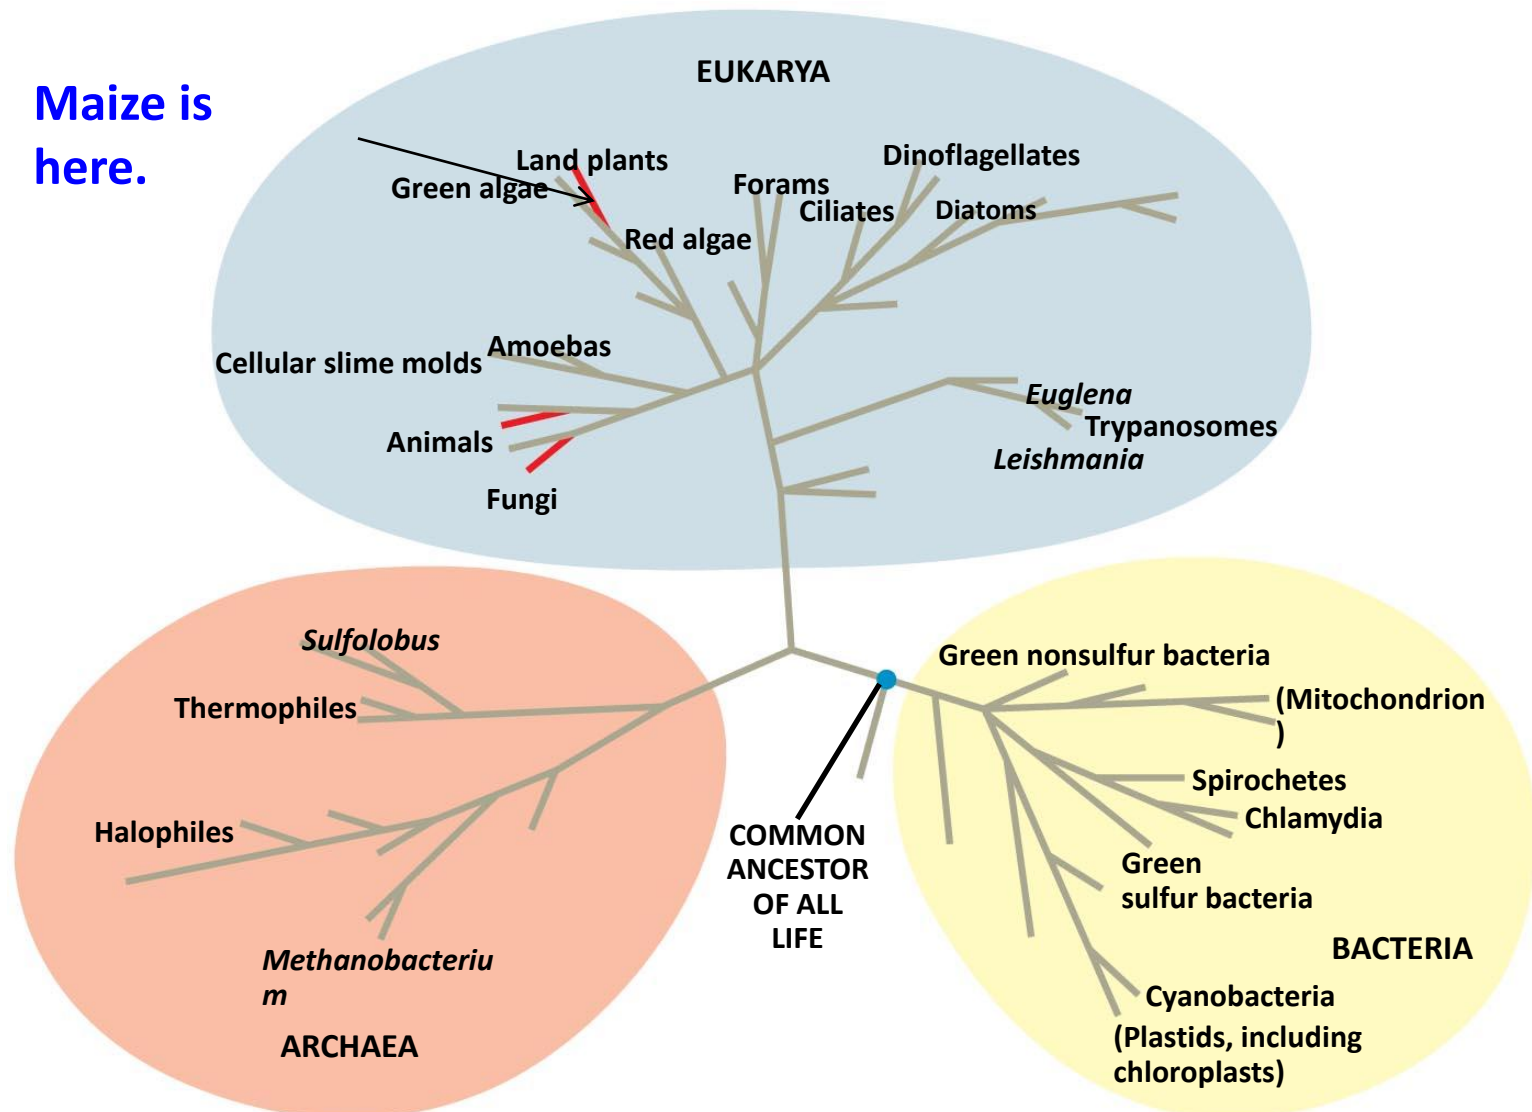 EUKARYA
Maize is
here.
Land plants
Green algae
Dinoflagellates
Forams
Ciliates
Diatoms
Red algae
Amoebas
Cellular slime molds
Euglena
Trypanosomes
Leishmania
Animals
Fungi
Sulfolobus
Thermophiles
Halophiles
Methanobacteriu
m
ARCHAEA
COMMON
ANCESTOR
OF ALL
LIFE
Green nonsulfur bacteria
(Mitochondrion
)
Spirochetes
Chlamydia
Green
sulfur bacteria
BACTERIA
Cyanobacteria
(Plastids, including
chloroplasts)